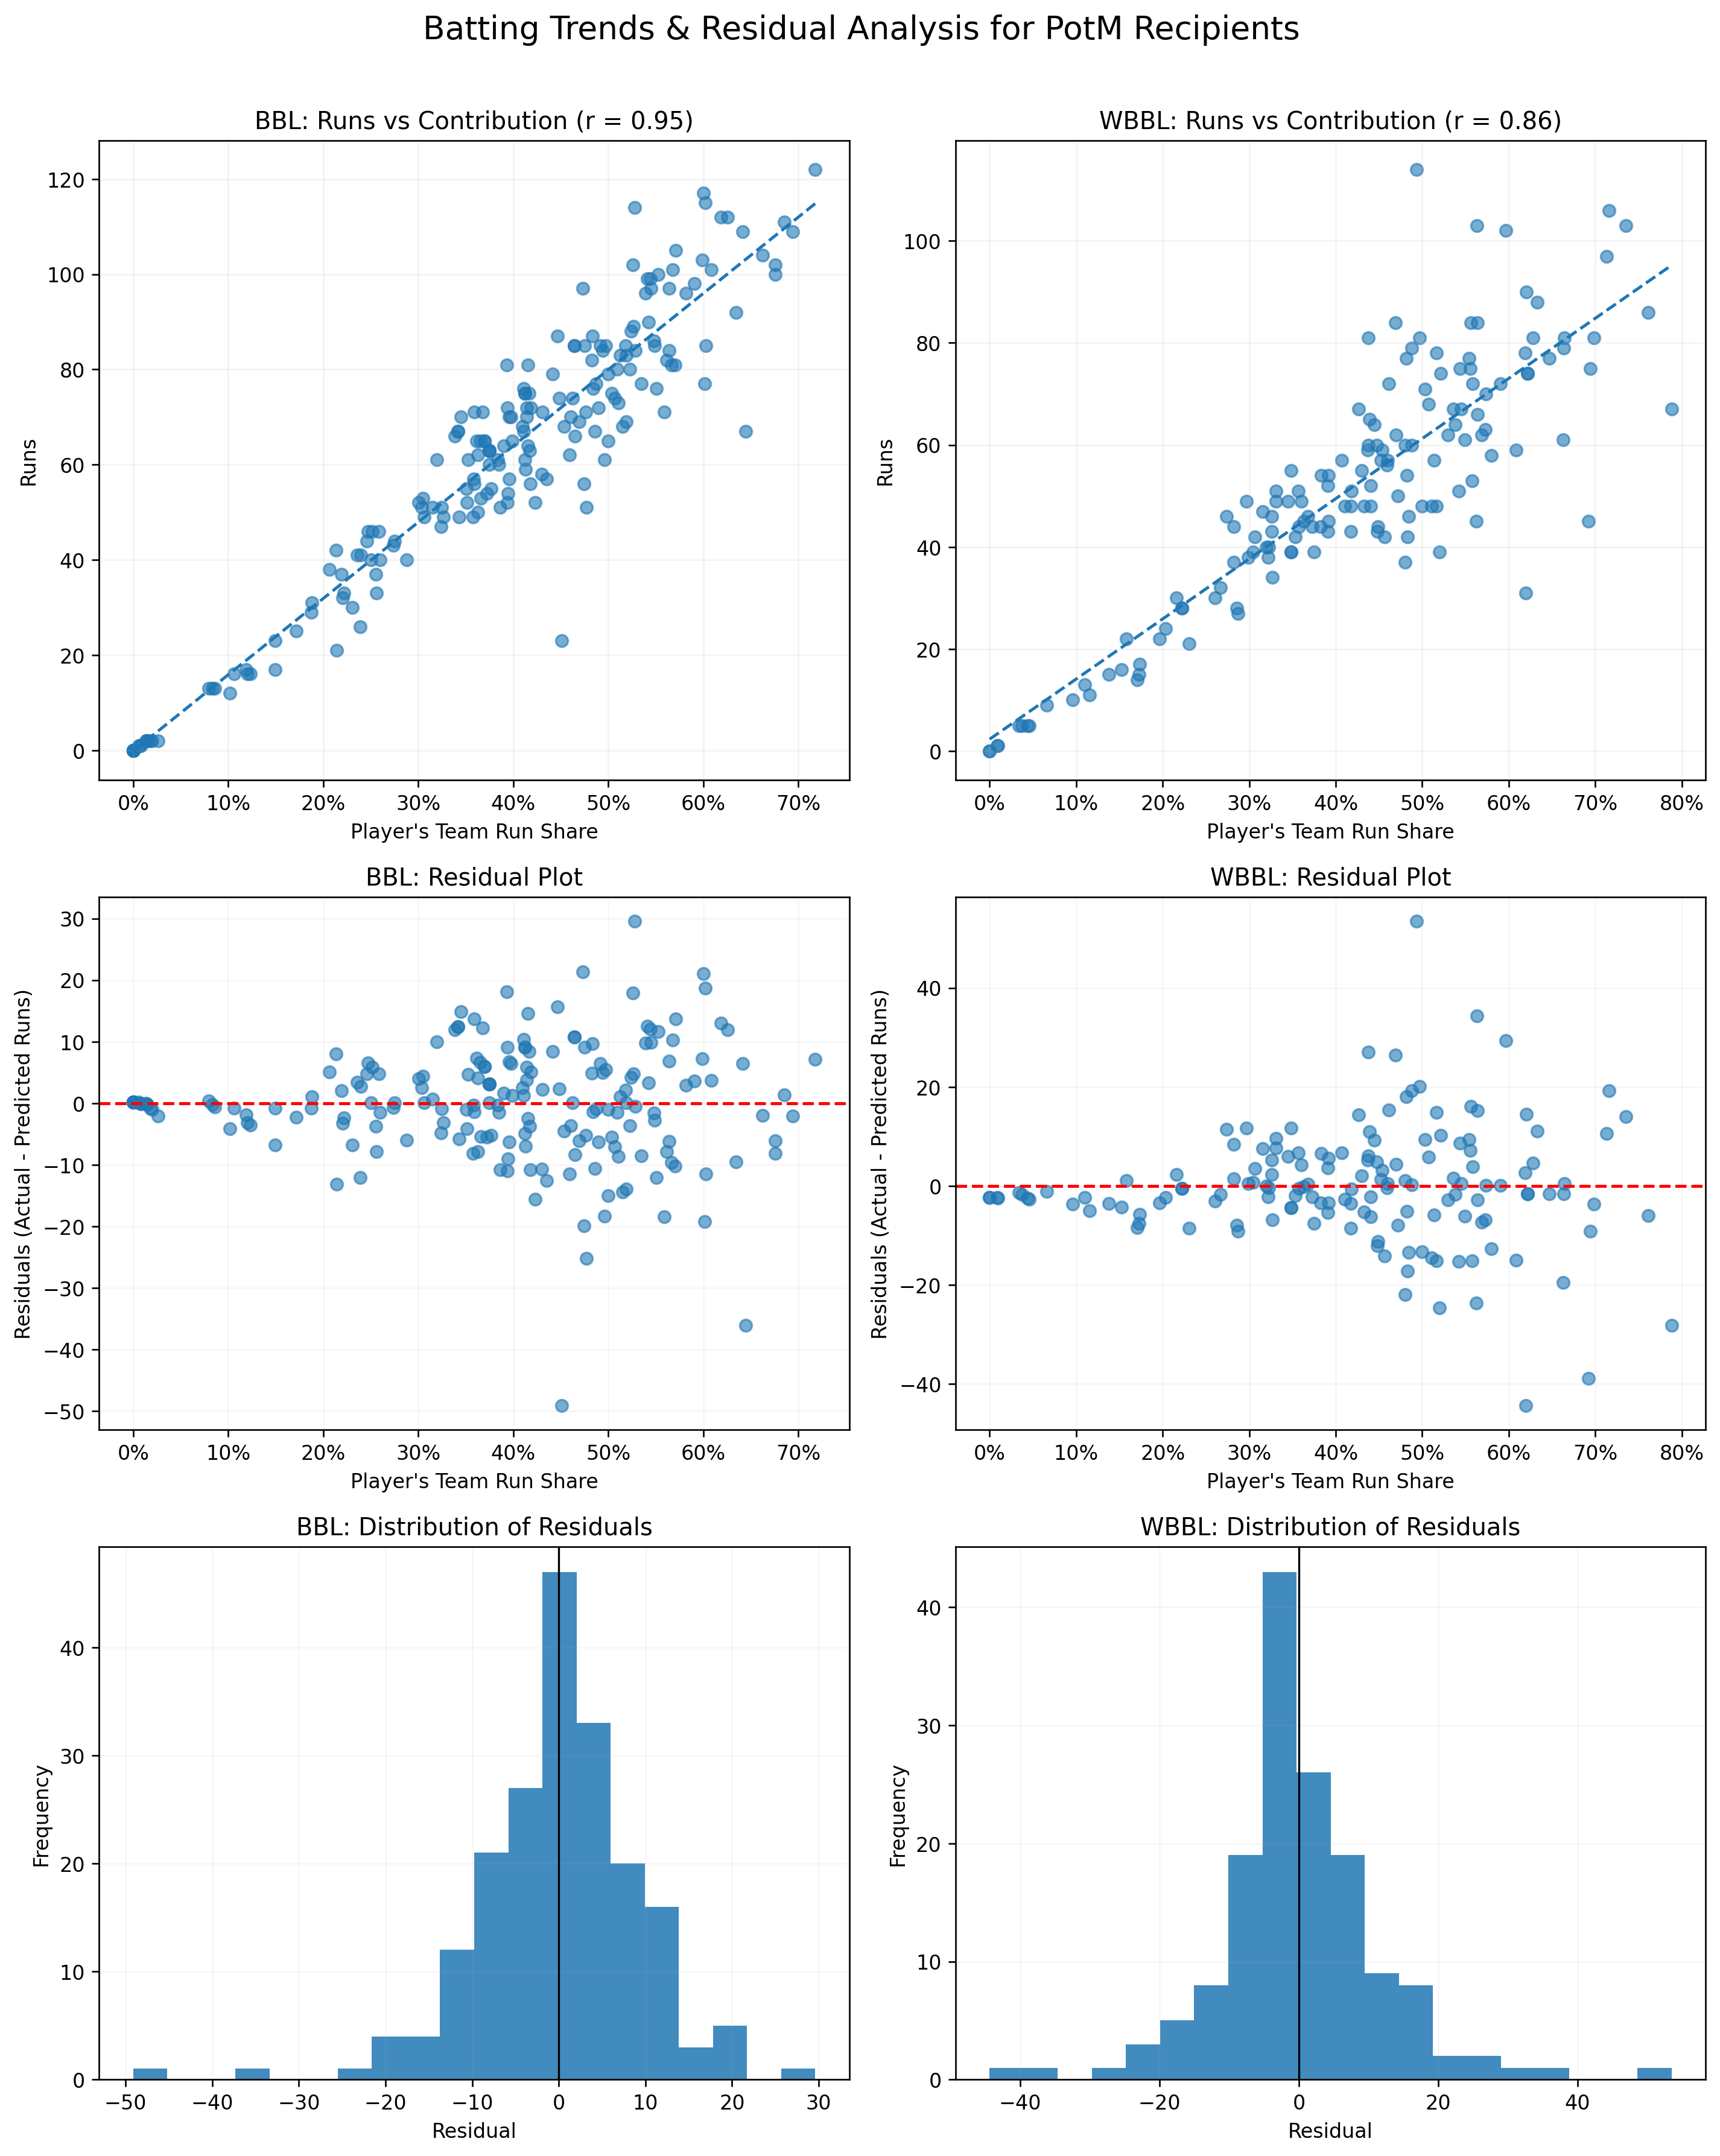 Batting Trends & Residual Analysis for PotM Recipients
BBL: Runs vs Contribution (r = 0.95)
Runs
120
100
80
60
40
20
0
0% 10% 20% 30% 40% 50% 60% 70%
Player's Team Run Share
WBBL: Runs vs Contribution (r = 0.86)
Runs
100
80
60
40
20
0
0% 10% 20% 30% 40% 50% 60% 70% 80%
Player's Team Run Share
BBL: Residual Plot
Residuals (Actual - Predicted Runs)
30
20
10
0
−10
−20
−30
−40
−50
0% 10% 20% 30% 40% 50% 60% 70%
Player's Team Run Share
WBBL: Residual Plot
Residuals (Actual - Predicted Runs)
40
20
0
−20
−40
0% 10% 20% 30% 40% 50% 60% 70% 80%
Player's Team Run Share
BBL: Distribution of Residuals
Frequency
40
30
20
10
0
−50 −40 −30 −20 −10 0 10 20 30
Residual
WBBL: Distribution of Residuals
Frequency
40
30
20
10
0
−40 −20 0 20 40
Residual